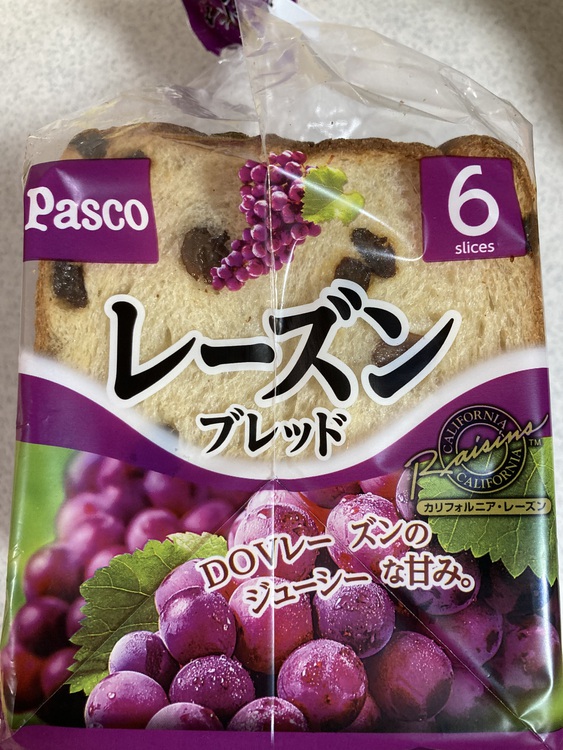 Pasco
6
slices
レーズン
ブレッド
CALIFORNIA
Raisins™
CALIFORNIA
カリフォルニア・レーズン
DOVレーズンの
ジューシーな甘み。